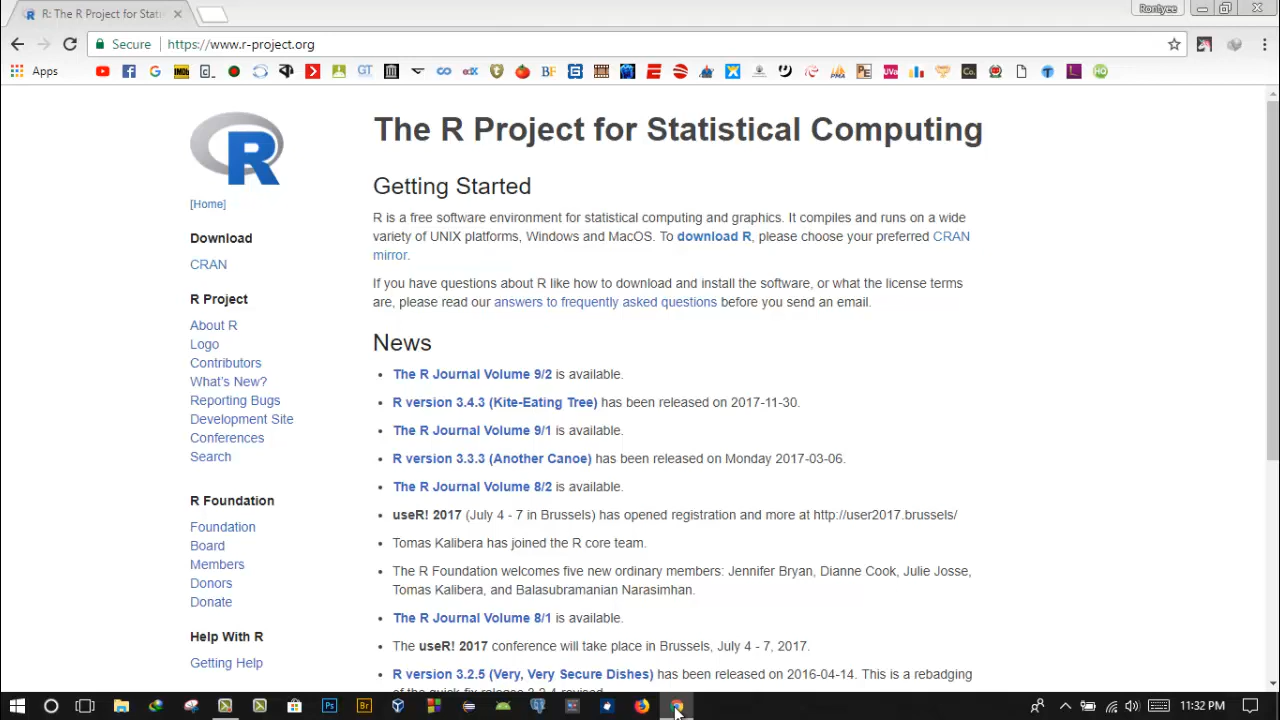 R: The R Project for Stati
Rontyee
Secure
https://www.r-project.org
Apps
The R Project for Statistical Computing
[Home]
Download
CRAN
R Project
About R
Logo
Contributors
What's New?
Reporting Bugs
Development Site
Conferences
Search
R Foundation
Foundation
Board
Members
Donors
Donate
Help With R
Getting Help
Getting Started
R is a free software environment for statistical computing and graphics. It compiles and runs on a wide
variety of UNIX platforms, Windows and MacOS. To download R, please choose your preferred CRAN
mirror.
If you have questions about R like how to download and install the software, or what the license terms
are, please read our answers to frequently asked questions before you send an email.
News
• The R Journal Volume 9/2 is available.
• R version 3.4.3 (Kite-Eating Tree) has been released on 2017-11-30.
• The R Journal Volume 9/1 is available.
• R version 3.3.3 (Another Canoe) has been released on Monday 2017-03-06.
• The R Journal Volume 8/2 is available.
• useR! 2017 (July 4 - 7 in Brussels) has opened registration and more at http://user2017.brussels/
• Tomas Kalibera has joined the R core team.
• The R Foundation welcomes five new ordinary members: Jennifer Bryan, Dianne Cook, Julie Josse,
Tomas Kalibera, and Balasubramanian Narasimhan.
• The R Journal Volume 8/1 is available.
• The useR! 2017 conference will take place in Brussels, July 4 - 7, 2017.
• R version 3.2.5 (Very, Very Secure Dishes) has been released on 2016-04-14. This is a rebadging
of the quick-fix release 3.2.4-revised.
11:32 PM